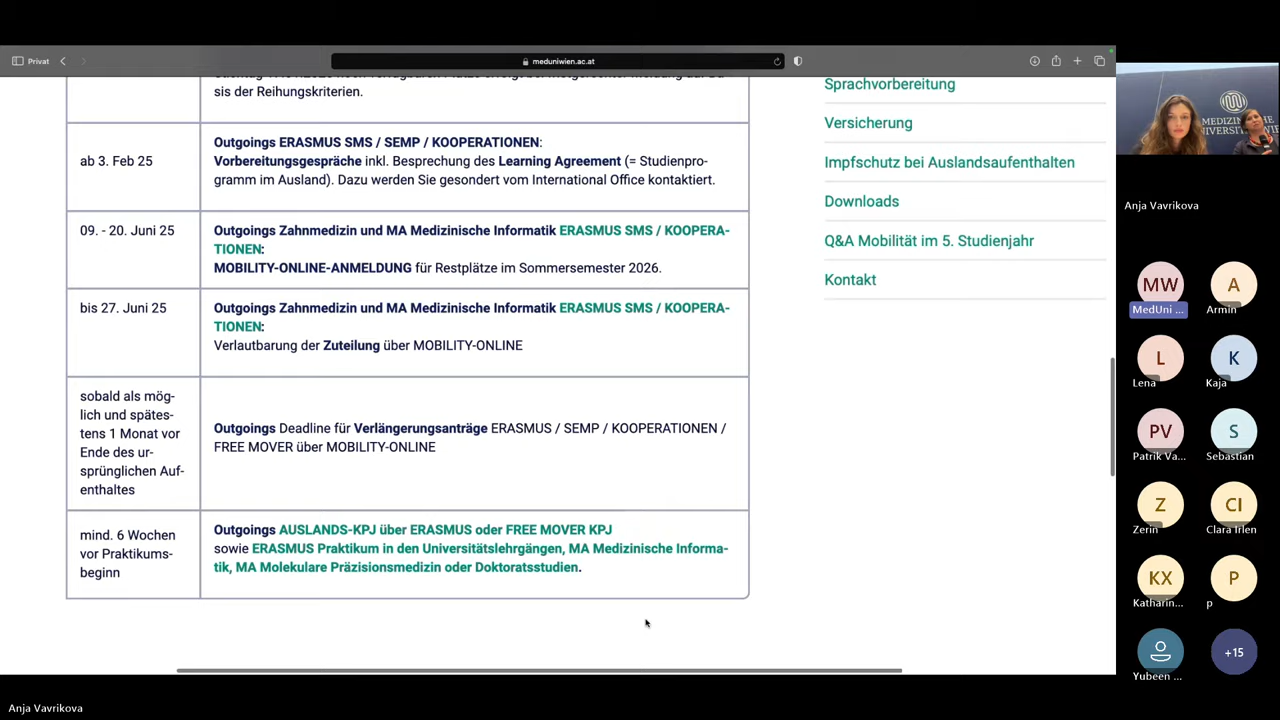 Privat
meduniwien.ac.at
sis der Reihungskriterien.
ab 3. Feb 25
Outgoings ERASMUS SMS / SEMP / KOOPERATIONEN:
Vorbereitungsgespräche inkl. Besprechung des Learning Agreement (= Studienpro-
gramm im Ausland). Dazu werden Sie gesondert vom International Office kontaktiert.
09. - 20. Juni 25
Outgoings Zahnmedizin und MA Medizinische Informatik ERASMUS SMS / KOOPERA-
TIONEN:
MOBILITY-ONLINE-ANMELDUNG für Restplätze im Sommersemester 2026.
bis 27. Juni 25
Outgoings Zahnmedizin und MA Medizinische Informatik ERASMUS SMS / KOOPERA-
TIONEN:
Verlautbarung der Zuteilung über MOBILITY-ONLINE
sobald als mög-
lich und spätes-
tens 1 Monat vor
Ende des ur-
sprünglichen Auf-
enthaltes
Outgoings Deadline für Verlängerungsanträge ERASMUS / SEMP / KOOPERATIONEN /
FREE MOVER über MOBILITY-ONLINE
mind. 6 Wochen
vor Praktikums-
beginn
Outgoings AUSLANDS-KPJ über ERASMUS oder FREE MOVER KPJ
sowie ERASMUS Praktikum in den Universitätslehrgängen, MA Medizinische Informa-
tik, MA Molekulare Präzisionsmedizin oder Doktoratsstudien.
Sprachvorbereitung
Versicherung
Impfschutz bei Auslandsaufenthalten
Downloads
Q&A Mobilität im 5. Studienjahr
Kontakt
MEDIZINISCHE
Anja Vavrikova
MW
MedUni ...
A
Armin
L
Lena
K
Kaja
PV
Patrik Va...
S
Sebastian
Z
Zerin
CI
Clara Irlen
KX
Katharin...
P
p
Yubeen ...
+15
Anja Vavrikova